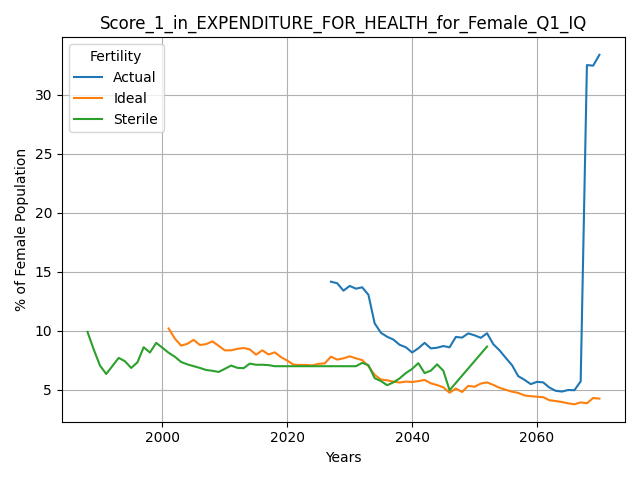 Score_1_in_EXPENDITURE_FOR_HEALTH_for_Female_Q1_IQ
Fertility
Actual
Ideal
Sterile
% of Female Population
30
25
20
15
10
5
2000
2020
2040
2060
Years